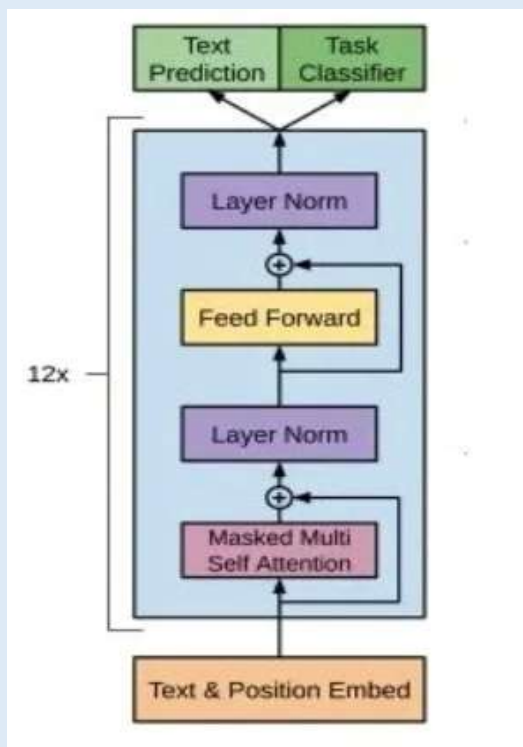 Text
Prediction
Task
Classifier
Layer Norm
Feed Forward
12x
Layer Norm
Masked Multi
Self Attention
Text & Position Embed